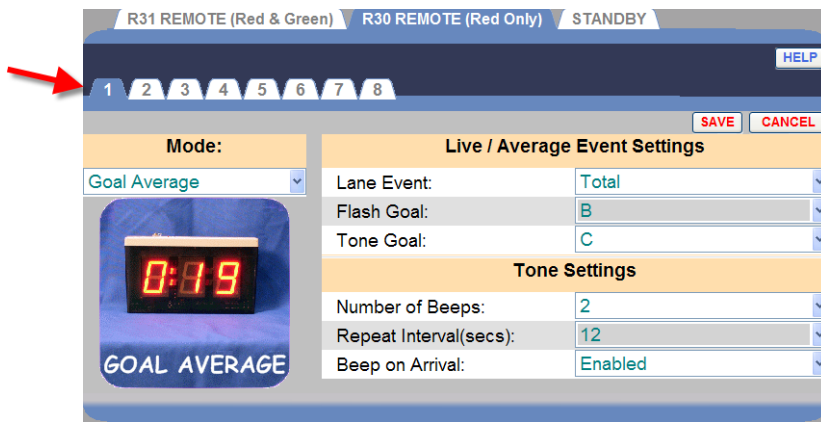 R31 REMOTE (Red & Green) R30 REMOTE (Red Only) STANDBY
HELP
1 2 3 4 5 6 7 8
SAVE CANCEL
Mode: Live / Average Event Settings
Goal Average Lane Event: Total
Flash Goal: B
Tone Goal: C
Tone Settings
0:19
Number of Beeps: 2
Repeat Interval(secs): 12
GOAL AVERAGE Beep on Arrival: Enabled